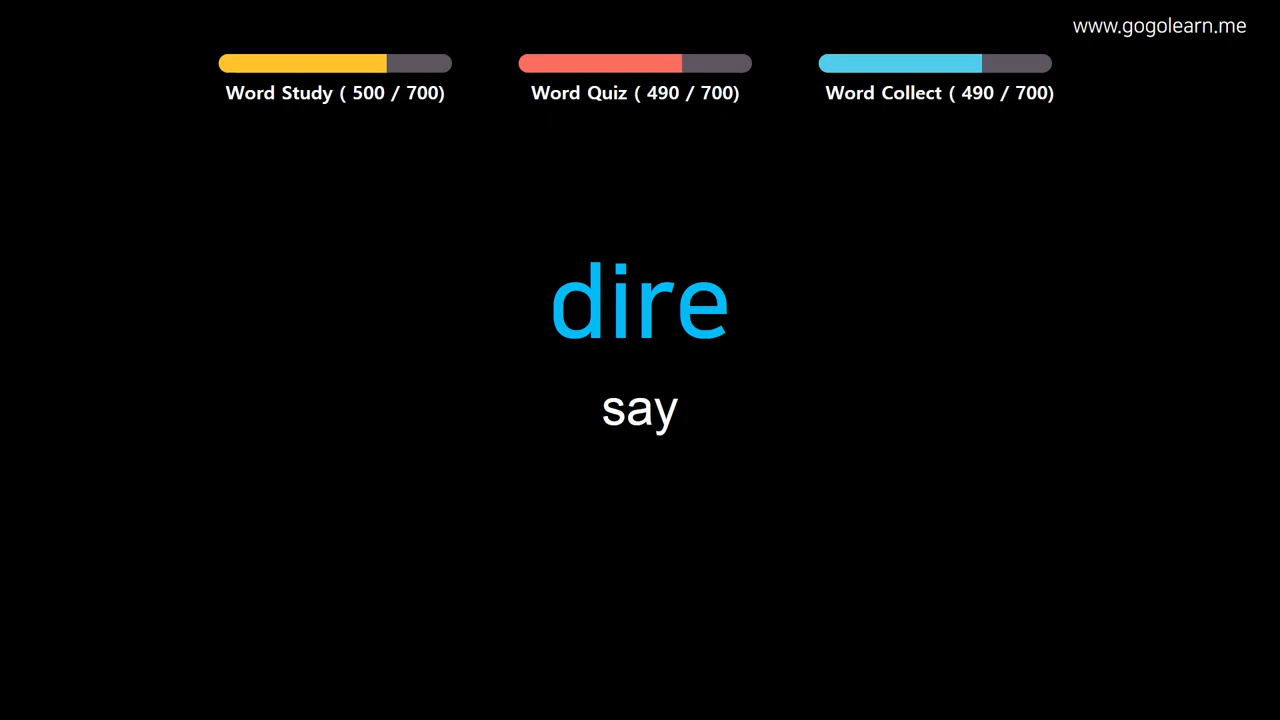 www.gogolearn.me
Word Study ( 500 / 700)
Word Quiz ( 490 / 700)
Word Collect ( 490 / 700)
dire
say